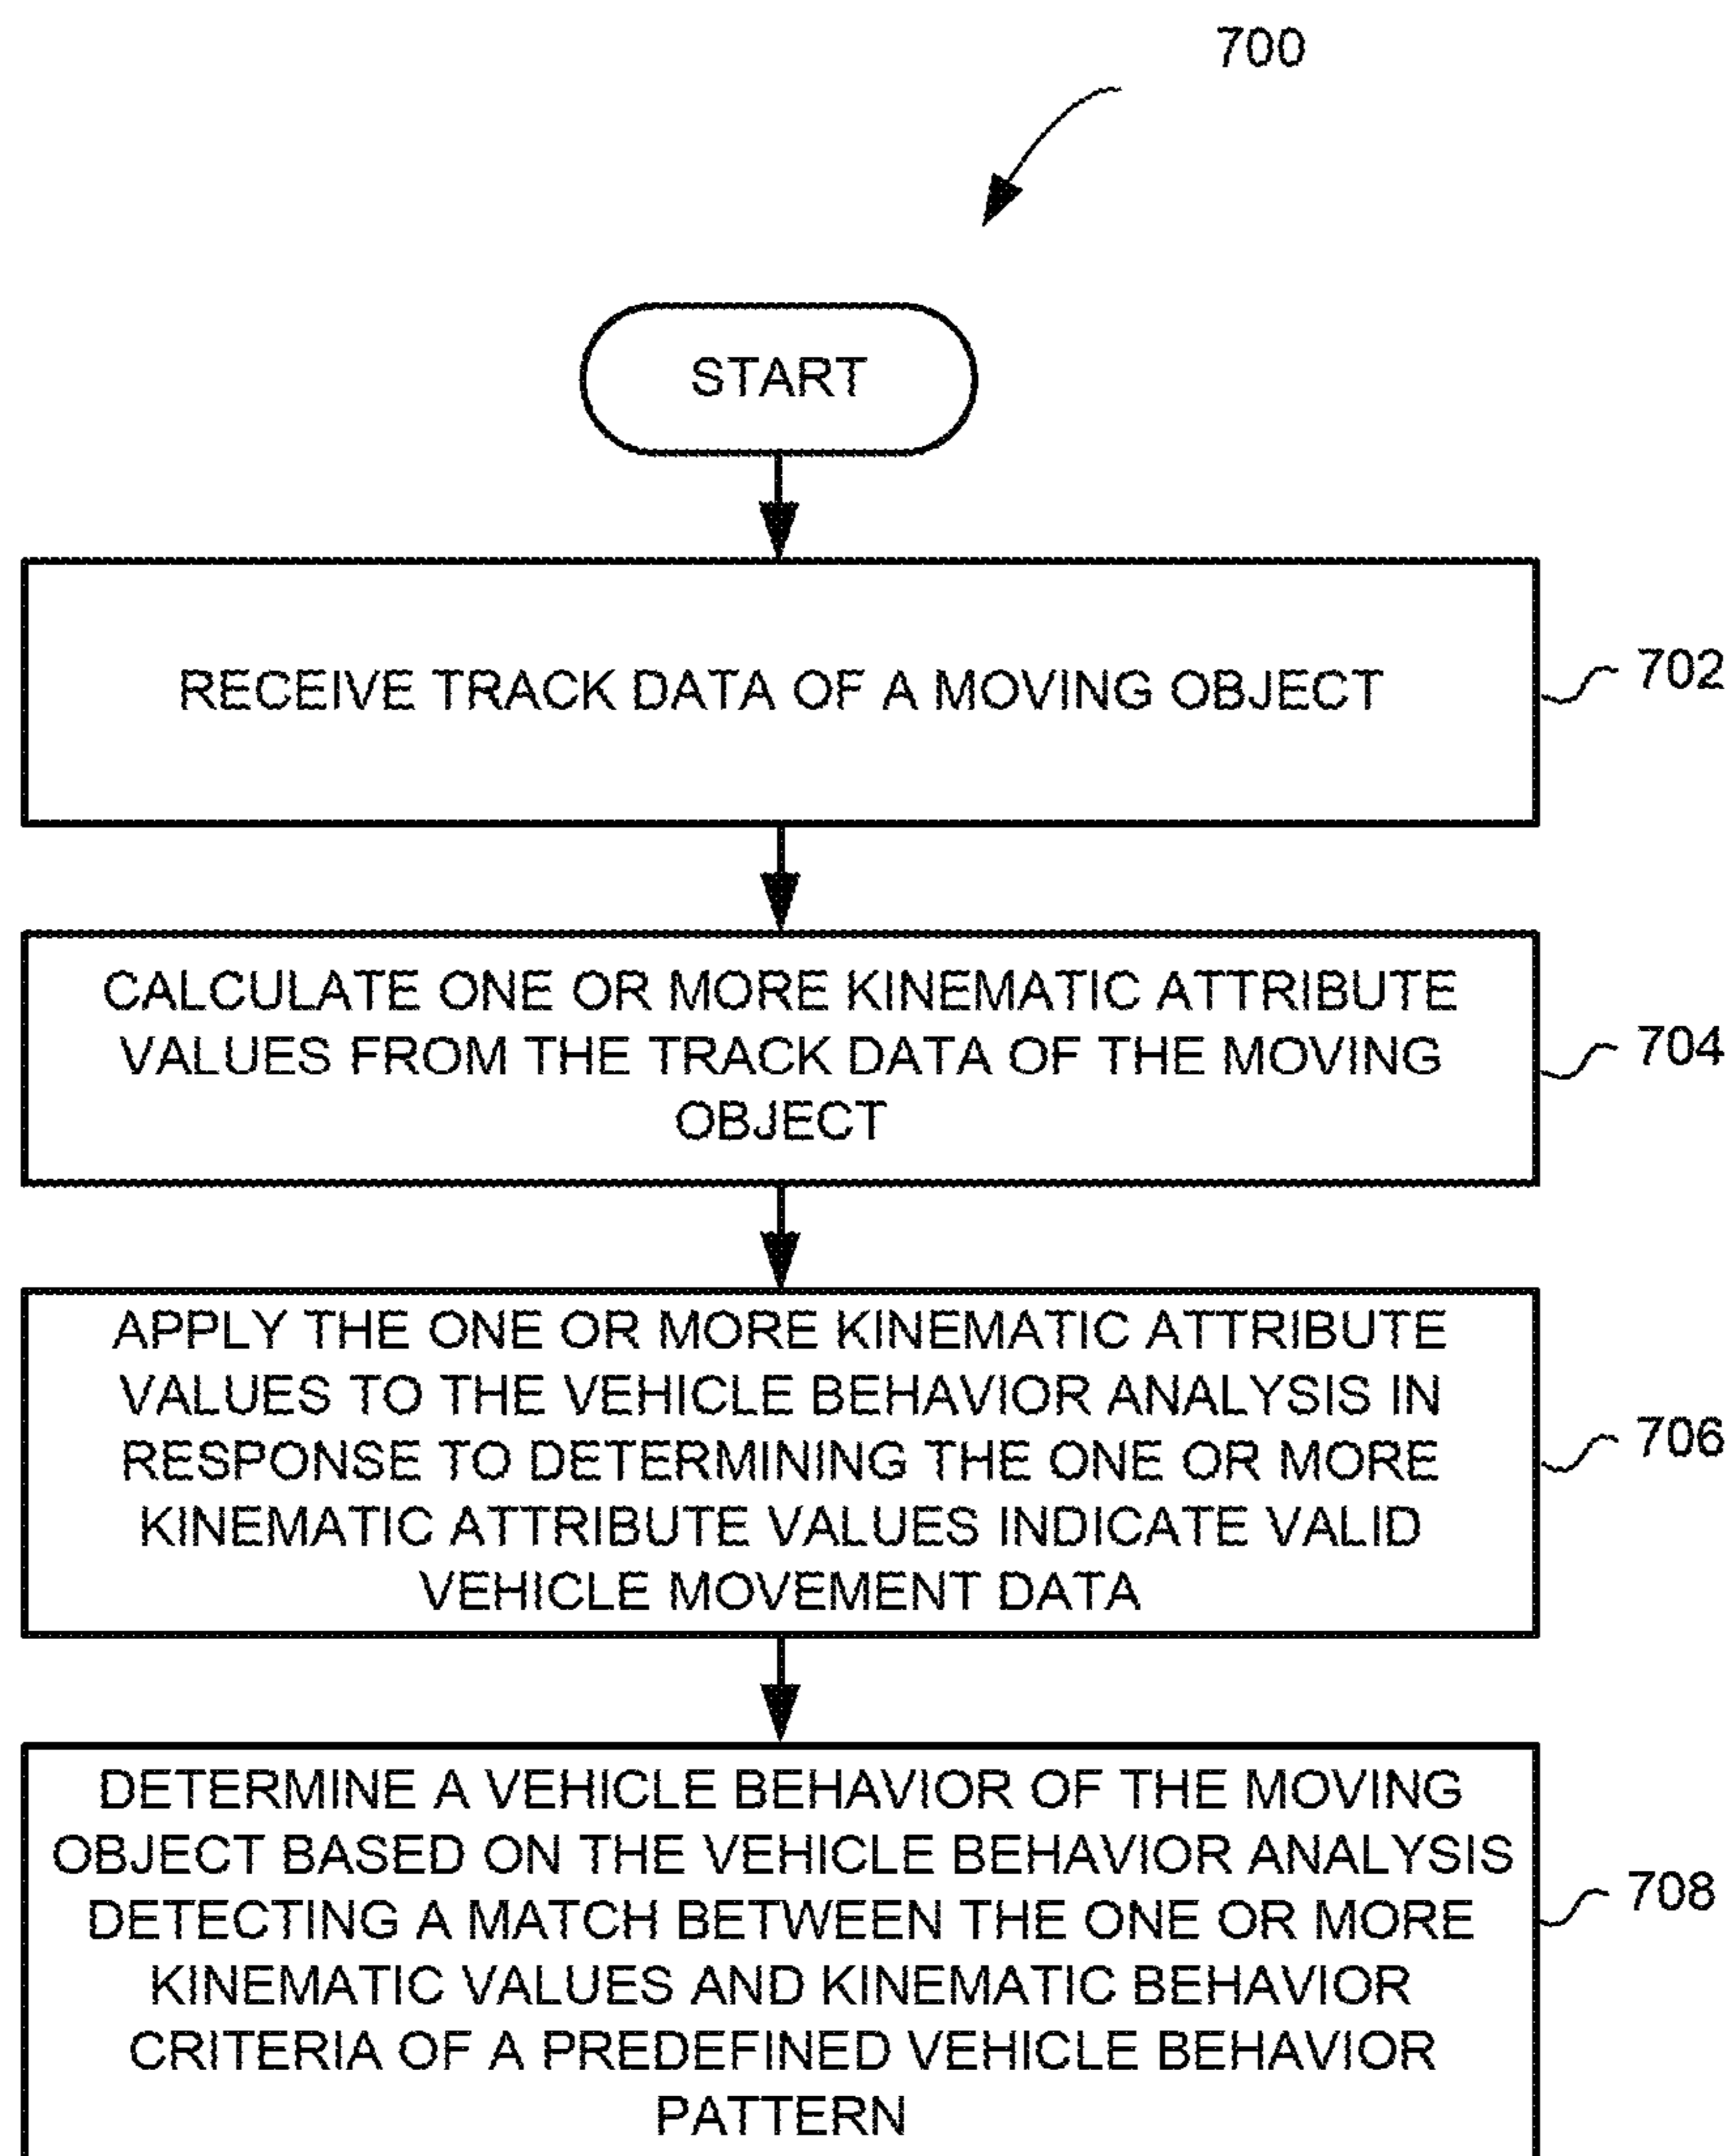 700
START
RECEIVE TRACK DATA OF A MOVING OBJECT
702
CALCULATE ONE OR MORE KINEMATIC ATTRIBUTE
VALUES FROM THE TRACK DATA OF THE MOVING
OBJECT
704
APPLY THE ONE OR MORE KINEMATIC ATTRIBUTE
VALUES TO THE VEHICLE BEHAVIOR ANALYSIS IN
RESPONSE TO DETERMINING THE ONE OR MORE
KINEMATIC ATTRIBUTE VALUES INDICATE VALID
VEHICLE MOVEMENT DATA
706
DETERMINE A VEHICLE BEHAVIOR OF THE MOVING
OBJECT BASED ON THE VEHICLE BEHAVIOR ANALYSIS
DETECTING A MATCH BETWEEN THE ONE OR MORE
KINEMATIC VALUES AND KINEMATIC BEHAVIOR
CRITERIA OF A PREDEFINED VEHICLE BEHAVIOR
PATTERN
708